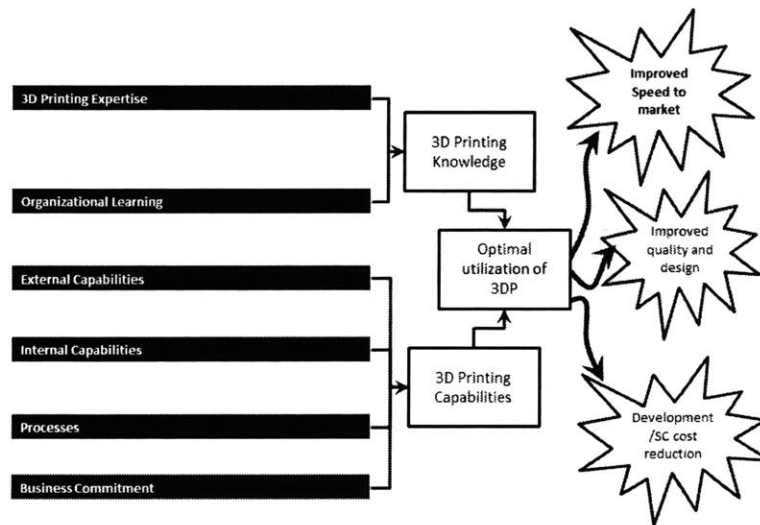 3D Printing Expertise
Organizational Learning
External Capabilities
Internal Capabilities
Processes
Business Commitment
3D Printing
Knowledge
Optimal
utilization of
3DP
3D Printing
Capabilities
Improved
Speed to
market
Improved
quality and
design
Development
/SC cost
reduction